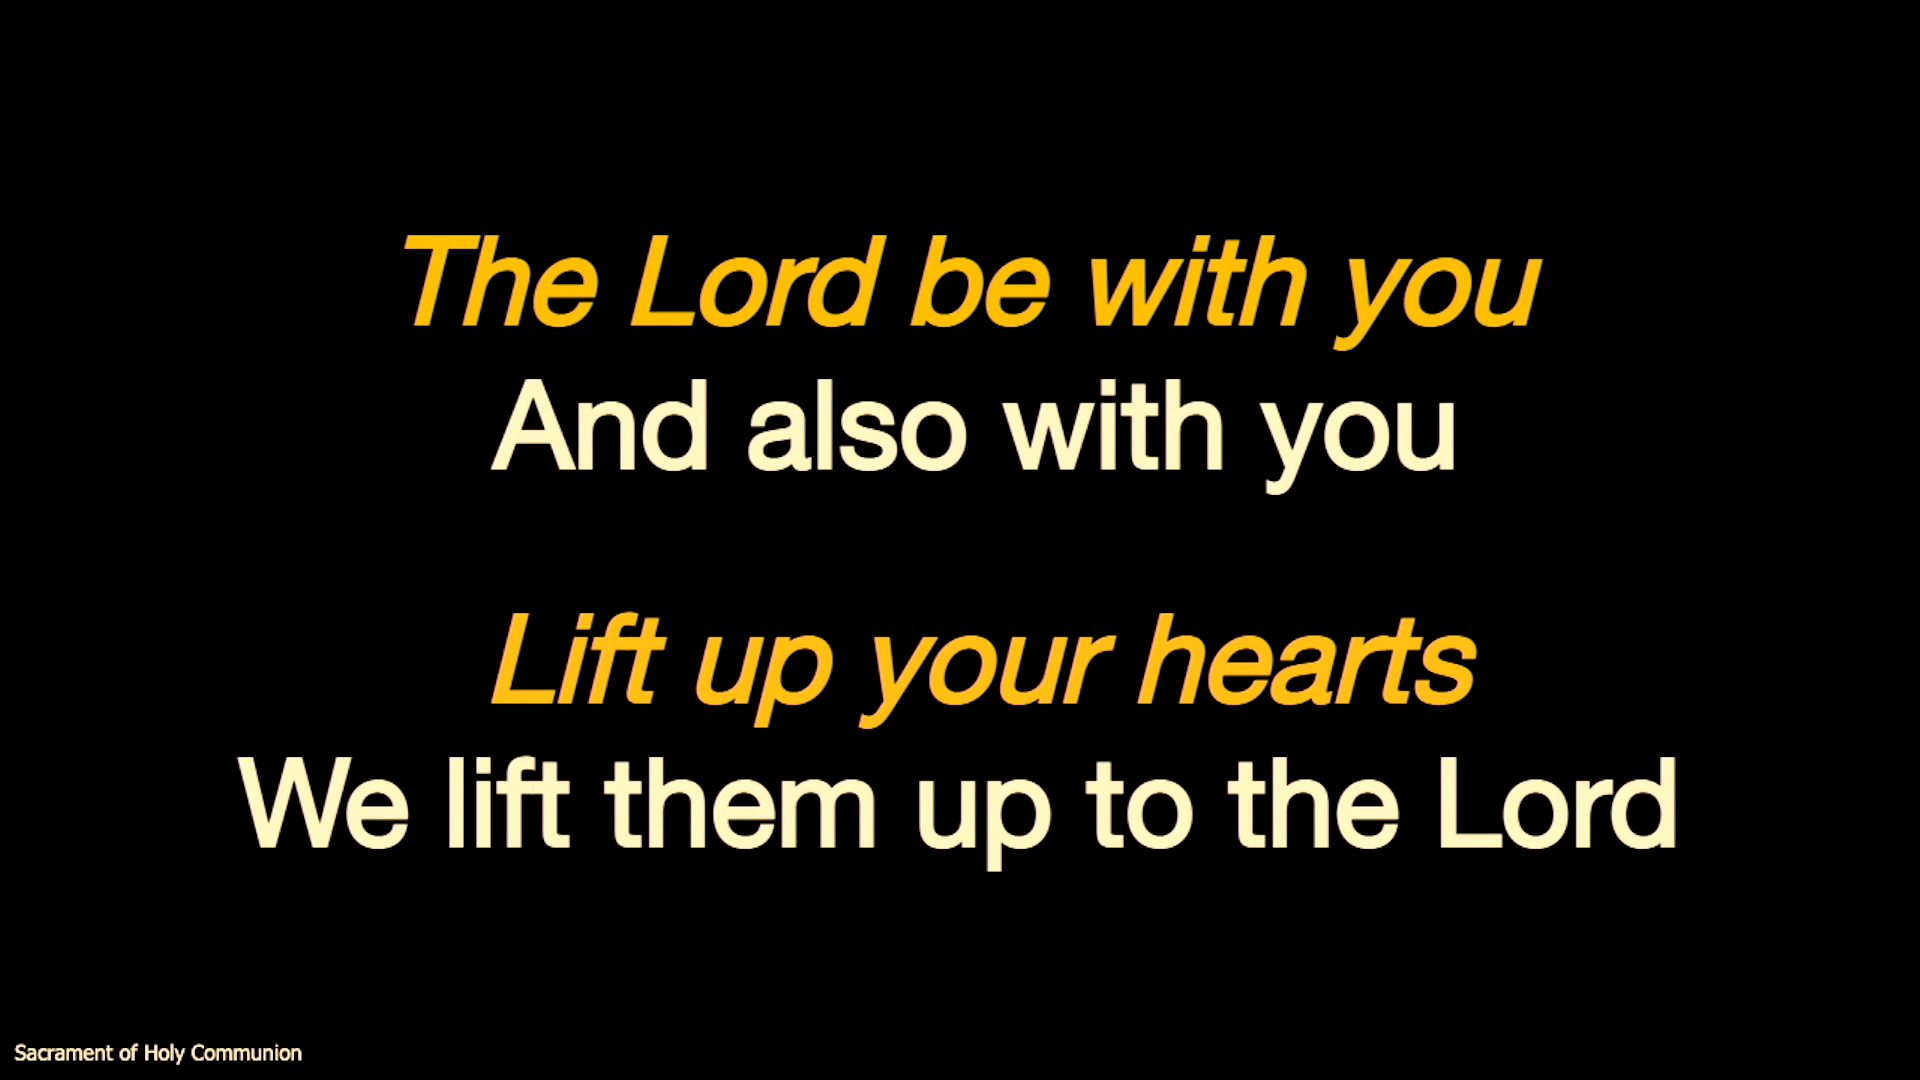 The Lord be with you
And also with you
Lift up your hearts
We lift them up to the Lord
Sacrament of Holy Communion